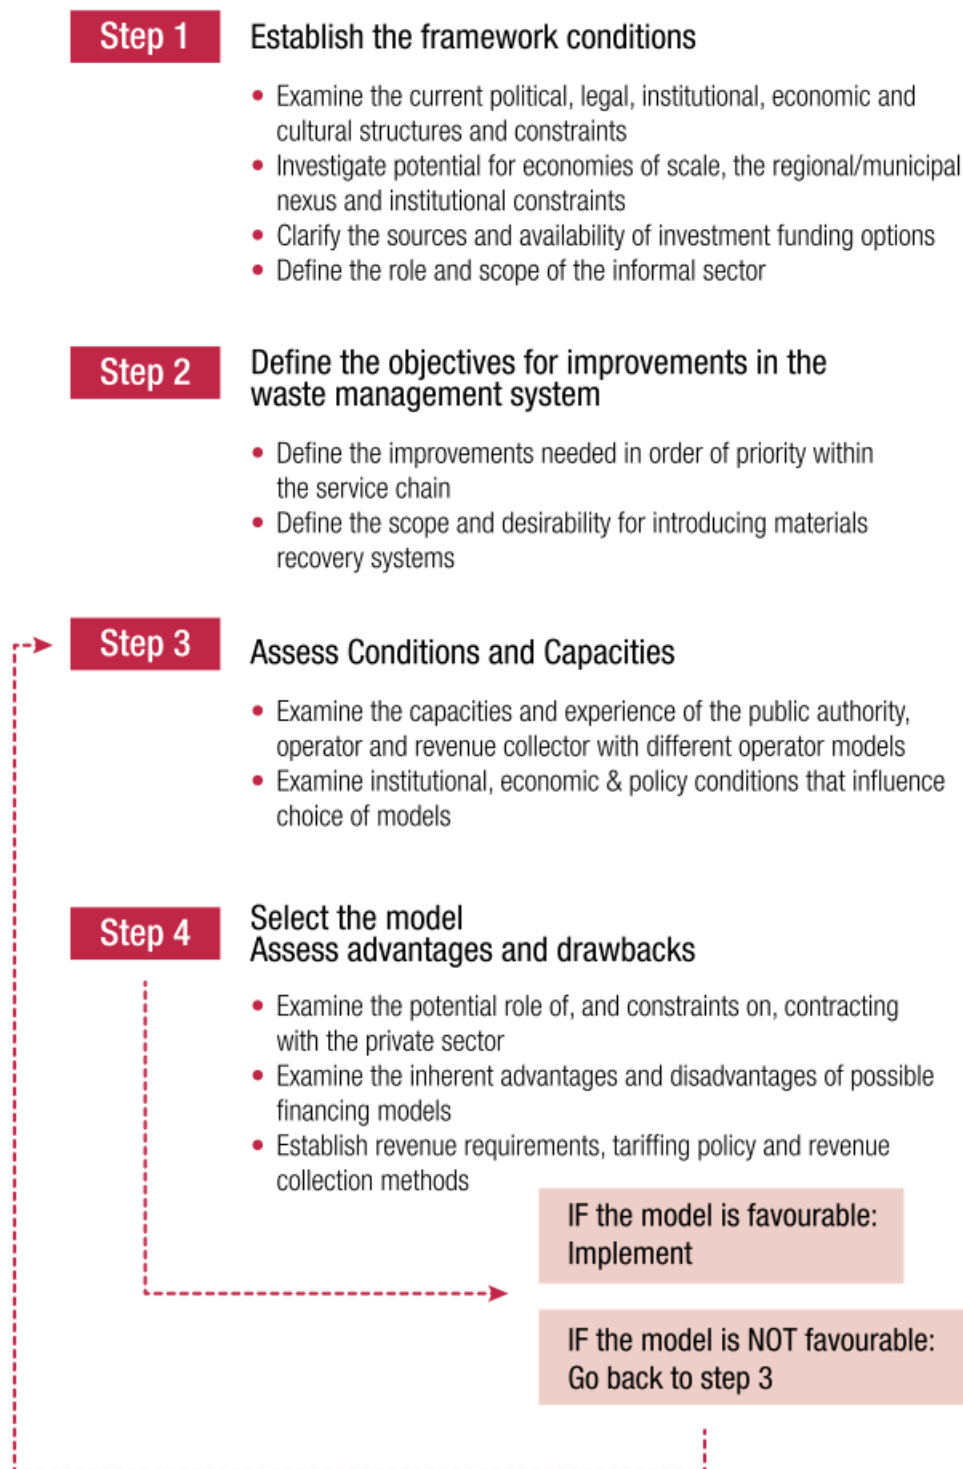 Step 1
Establish the framework conditions
• Examine the current political, legal, institutional, economic and
cultural structures and constraints
• Investigate potential for economies of scale, the regional/municipal
nexus and institutional constraints
• Clarify the sources and availability of investment funding options
• Define the role and scope of the informal sector
Step 2
Define the objectives for improvements in the
waste management system
• Define the improvements needed in order of priority within
the service chain
• Define the scope and desirability for introducing materials
recovery systems
Step 3
Assess Conditions and Capacities
• Examine the capacities and experience of the public authority,
operator and revenue collector with different operator models
• Examine institutional, economic & policy conditions that influence
choice of models
Step 4
Select the model
Assess advantages and drawbacks
• Examine the potential role of, and constraints on, contracting
with the private sector
• Examine the inherent advantages and disadvantages of possible
financing models
• Establish revenue requirements, tariffing policy and revenue
collection methods
IF the model is favourable:
Implement
IF the model is NOT favourable:
Go back to step 3